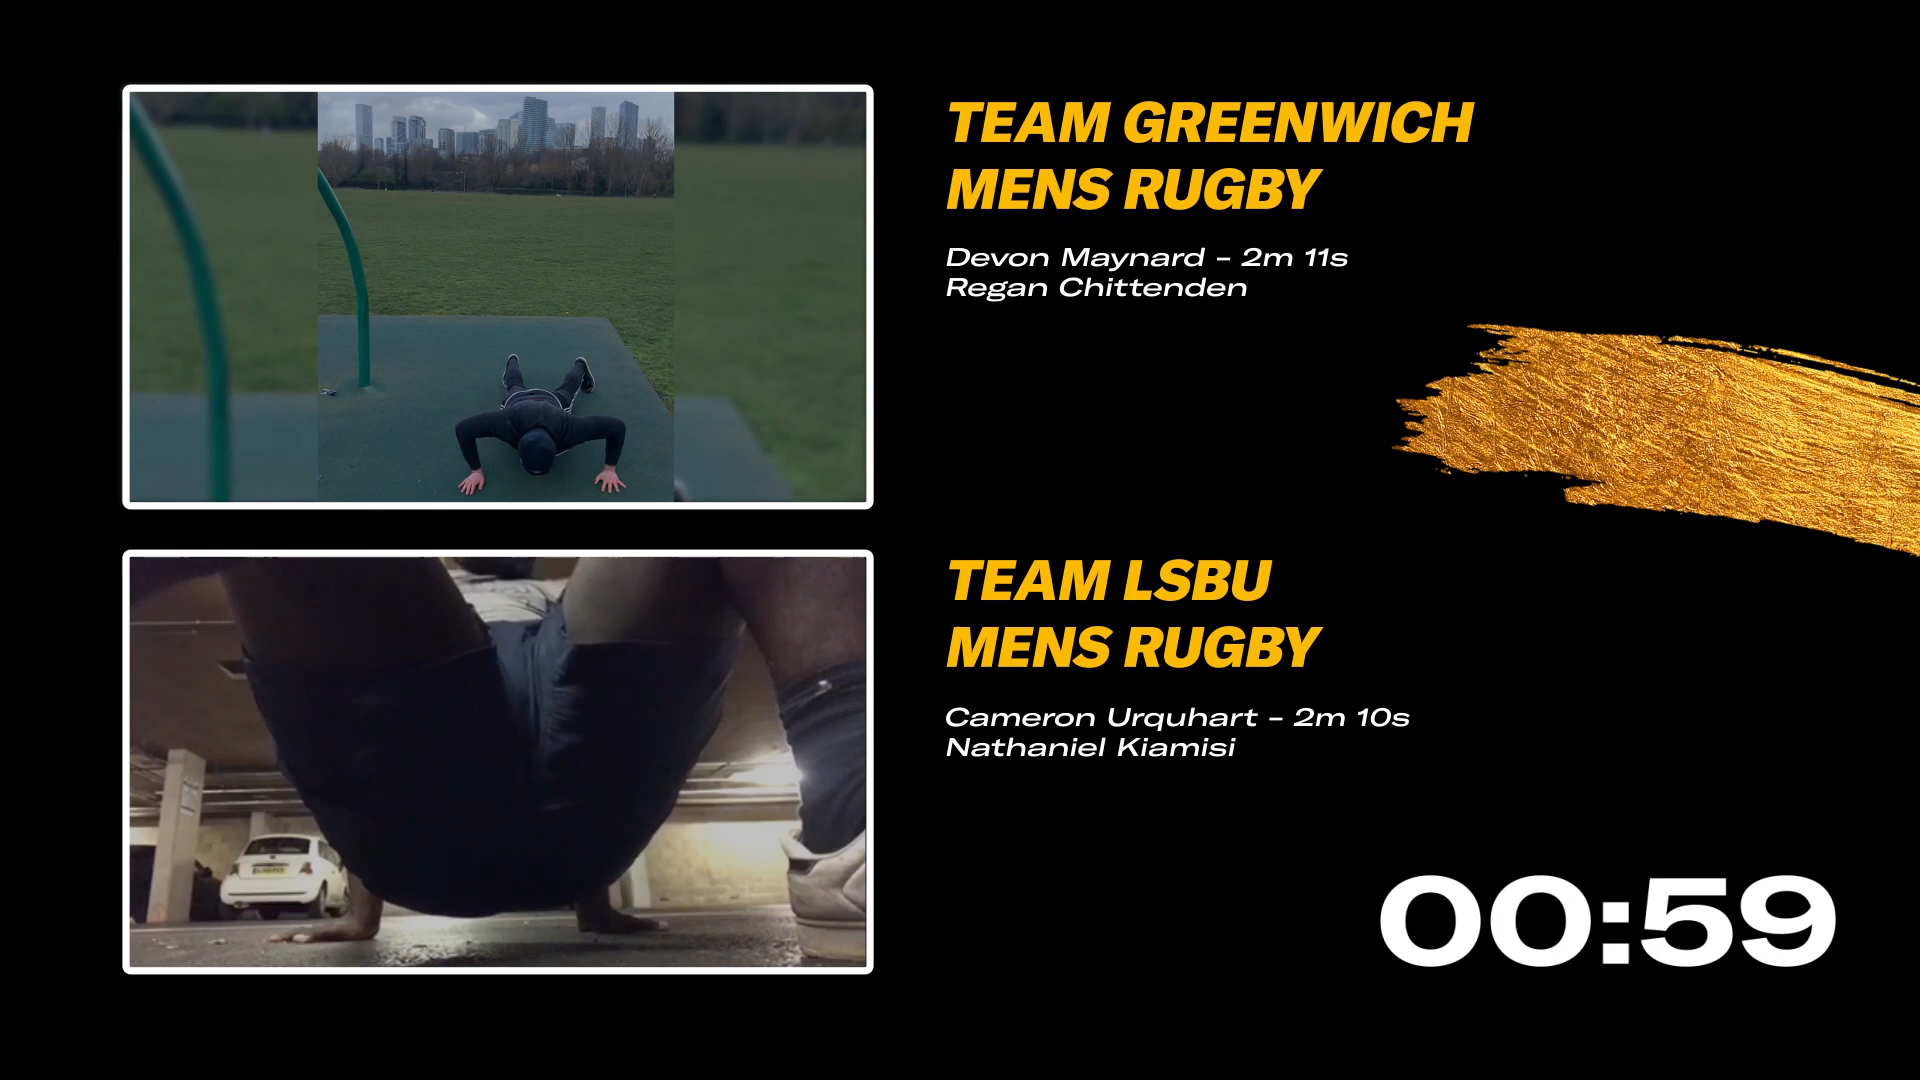 TEAM GREENWICH
MENS RUGBY
Devon Maynard - 2m 11s
Regan Chittenden
TEAM LSBU
MENS RUGBY
Cameron Urquhart - 2m 10s
Nathaniel Kiamisi
00:59